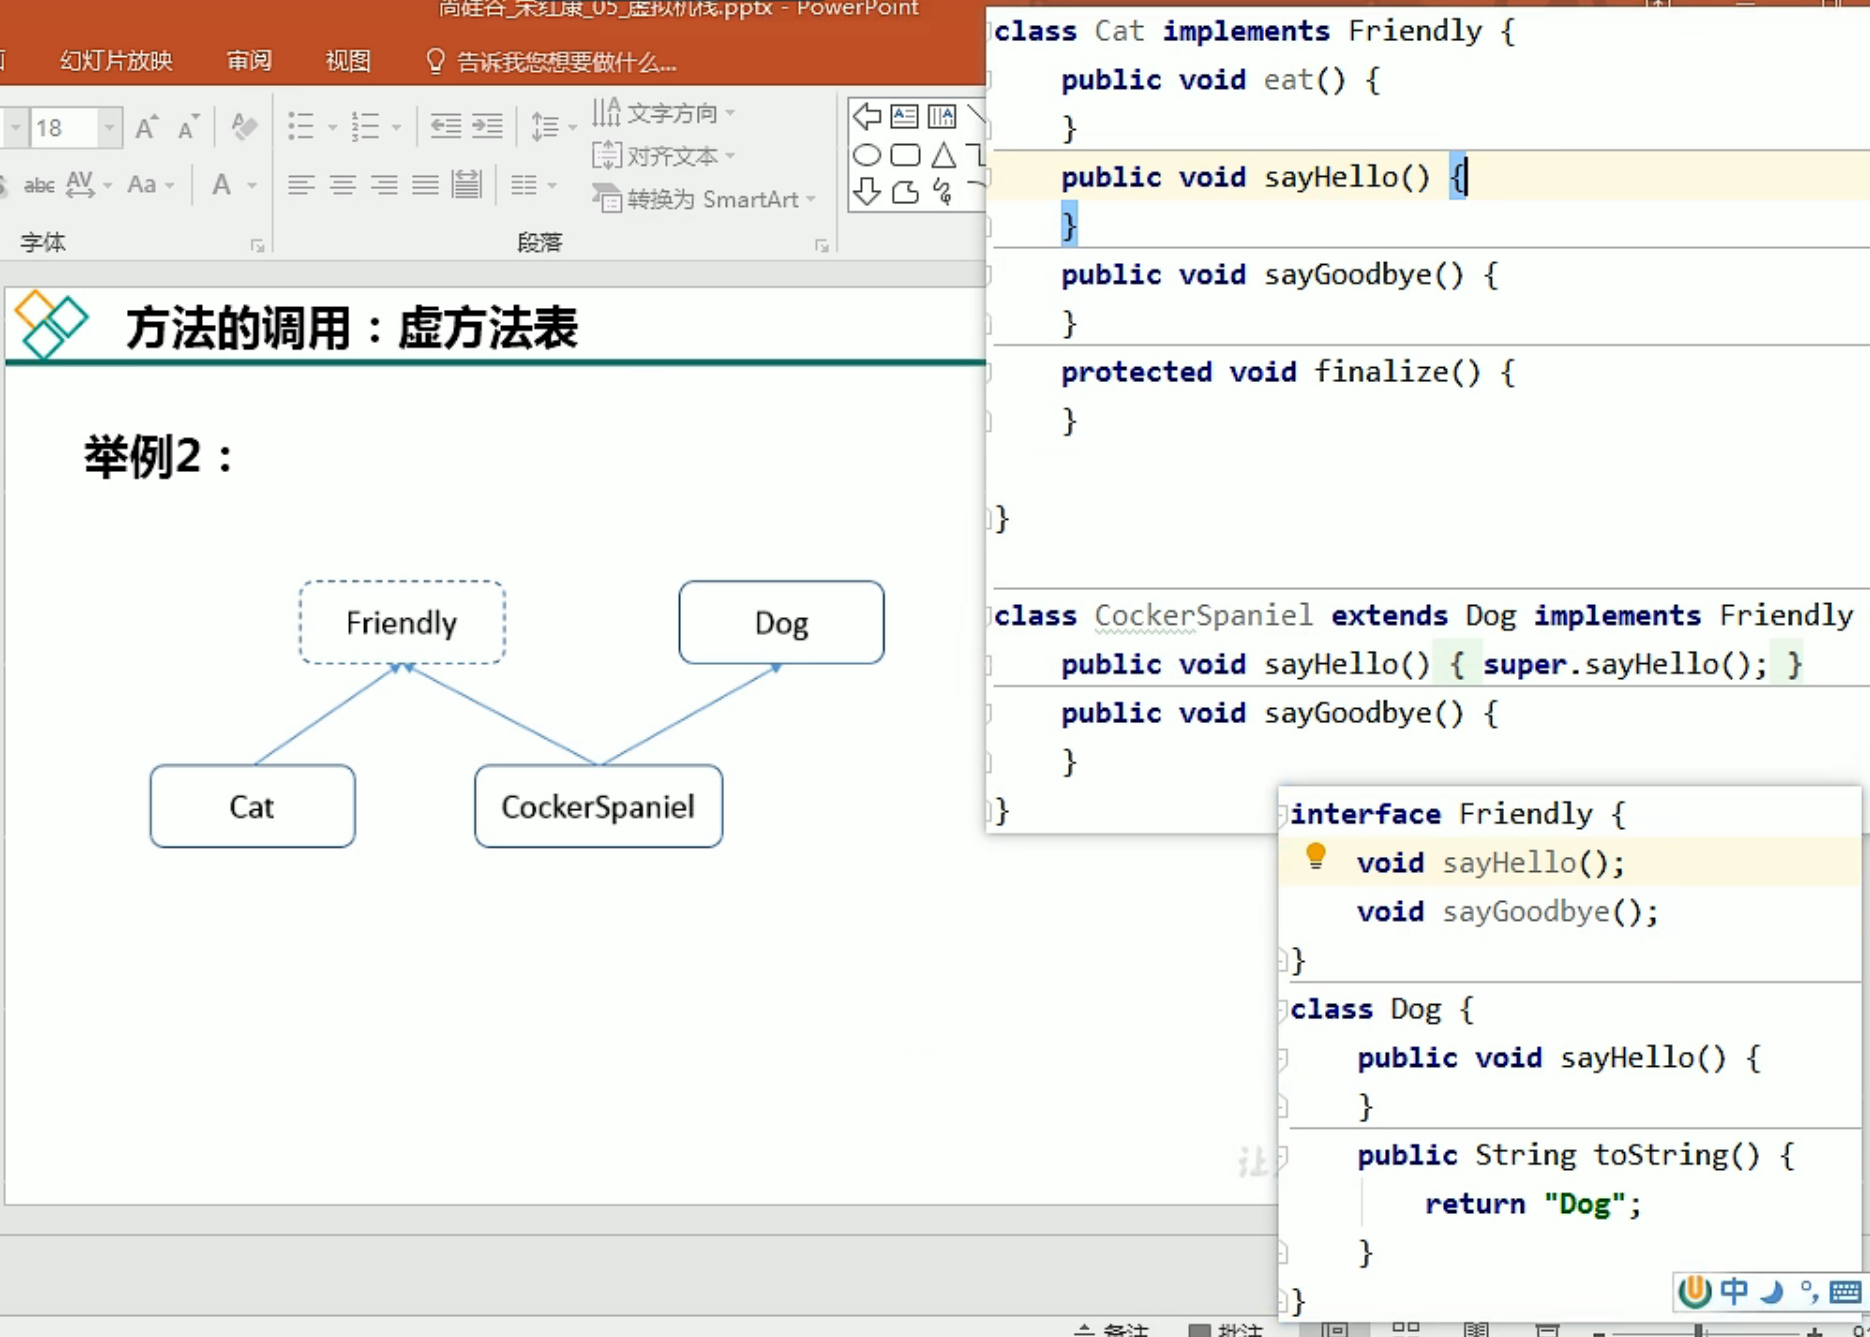 尚硅谷_宋红康_05_虚拟机栈.pptx - PowerPoint
幻灯片放映 审阅 视图 告诉我您想要做什么...
18
文字方向
对齐文本
abc AV Aa A
转换为 SmartArt
字体 段落
方法的调用：虚方法表
举例2：
Friendly Dog
Cat CockerSpaniel
class Cat implements Friendly {
public void eat() {
}
public void sayHello() {
}
public void sayGoodbye() {
}
protected void finalize() {
}
}
class CockerSpaniel extends Dog implements Friendly
public void sayHello() { super.sayHello(); }
public void sayGoodbye() {
}
}
interface Friendly {
void sayHello();
void sayGoodbye();
}
class Dog {
public void sayHello() {
}
public String toString() {
return "Dog";
}
}
让
中
备注 批注